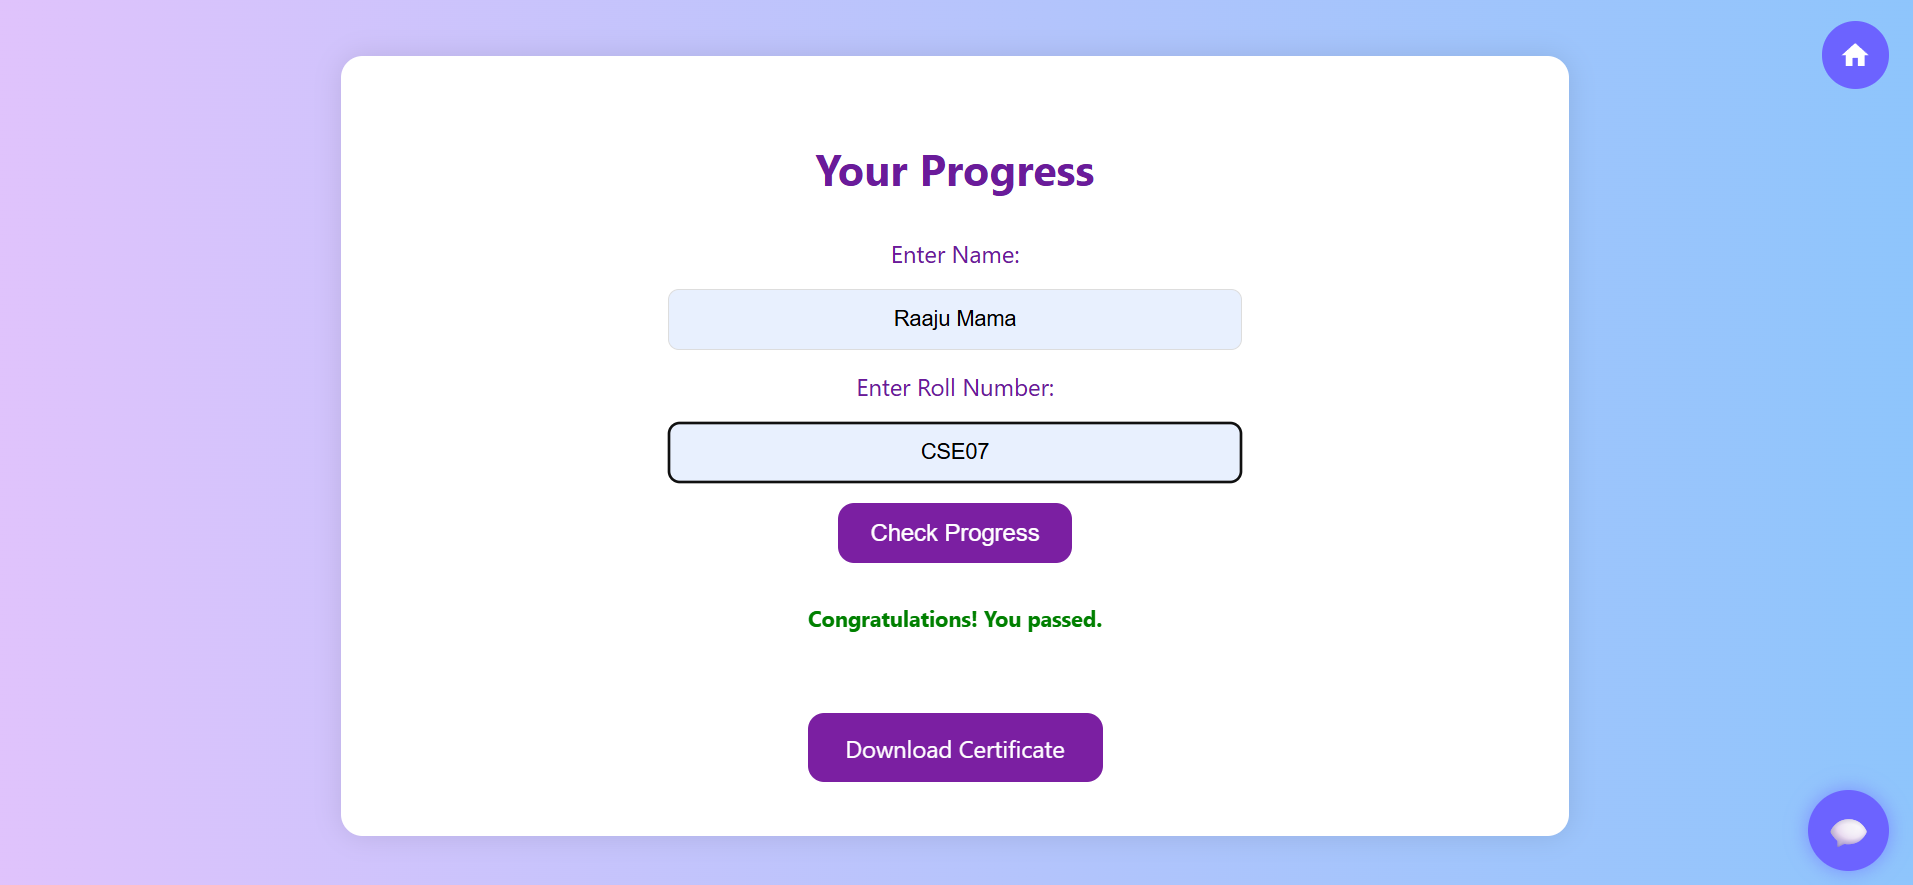 Your Progress
Enter Name:
Raaju Mama
Enter Roll Number:
CSE07
Check Progress
Congratulations! You passed.
Download Certificate